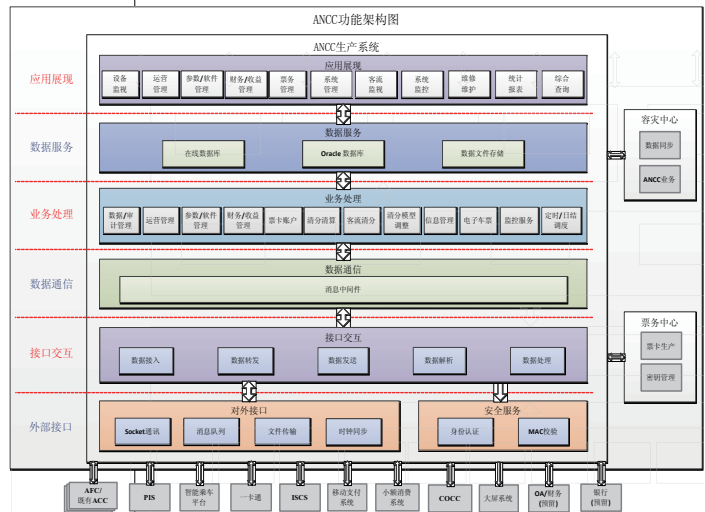 ANCC功能架构图
ANCC生产系统
应用展现
应用展现
设备
监视
运营
管理
参数/软件
管理
财务/收益
管理
票务
管理
系统
管理
客流
监视
系统
监控
维修
维护
统计
报表
综合
查询
数据服务
数据服务
在线数据库
Oracle 数据库
数据文件存储
容灾中心
数据同步
ANCC业务
业务处理
业务处理
数据/审
计管理
运营管理
参数/软件
管理
财务/收益
管理
票卡账户
清分清算
客流清分
清分模型
调整
信息管理
电子车票
监控服务
定时/日结
调度
数据通信
数据通信
消息中间件
接口交互
接口交互
数据接入
数据转发
数据发送
数据解析
数据处理
票务中心
票卡生产
密钥管理
外部接口
对外接口
Socket通讯
消息队列
文件传输
时钟同步
安全服务
身份认证
MAC校验
AFC/
既有ACC
PIS
智能乘车
平台
一卡通
ISCS
移动支付
系统
小额消费
系统
COCC
大屏系统
OA/财务
(预留)
银行
(预留)